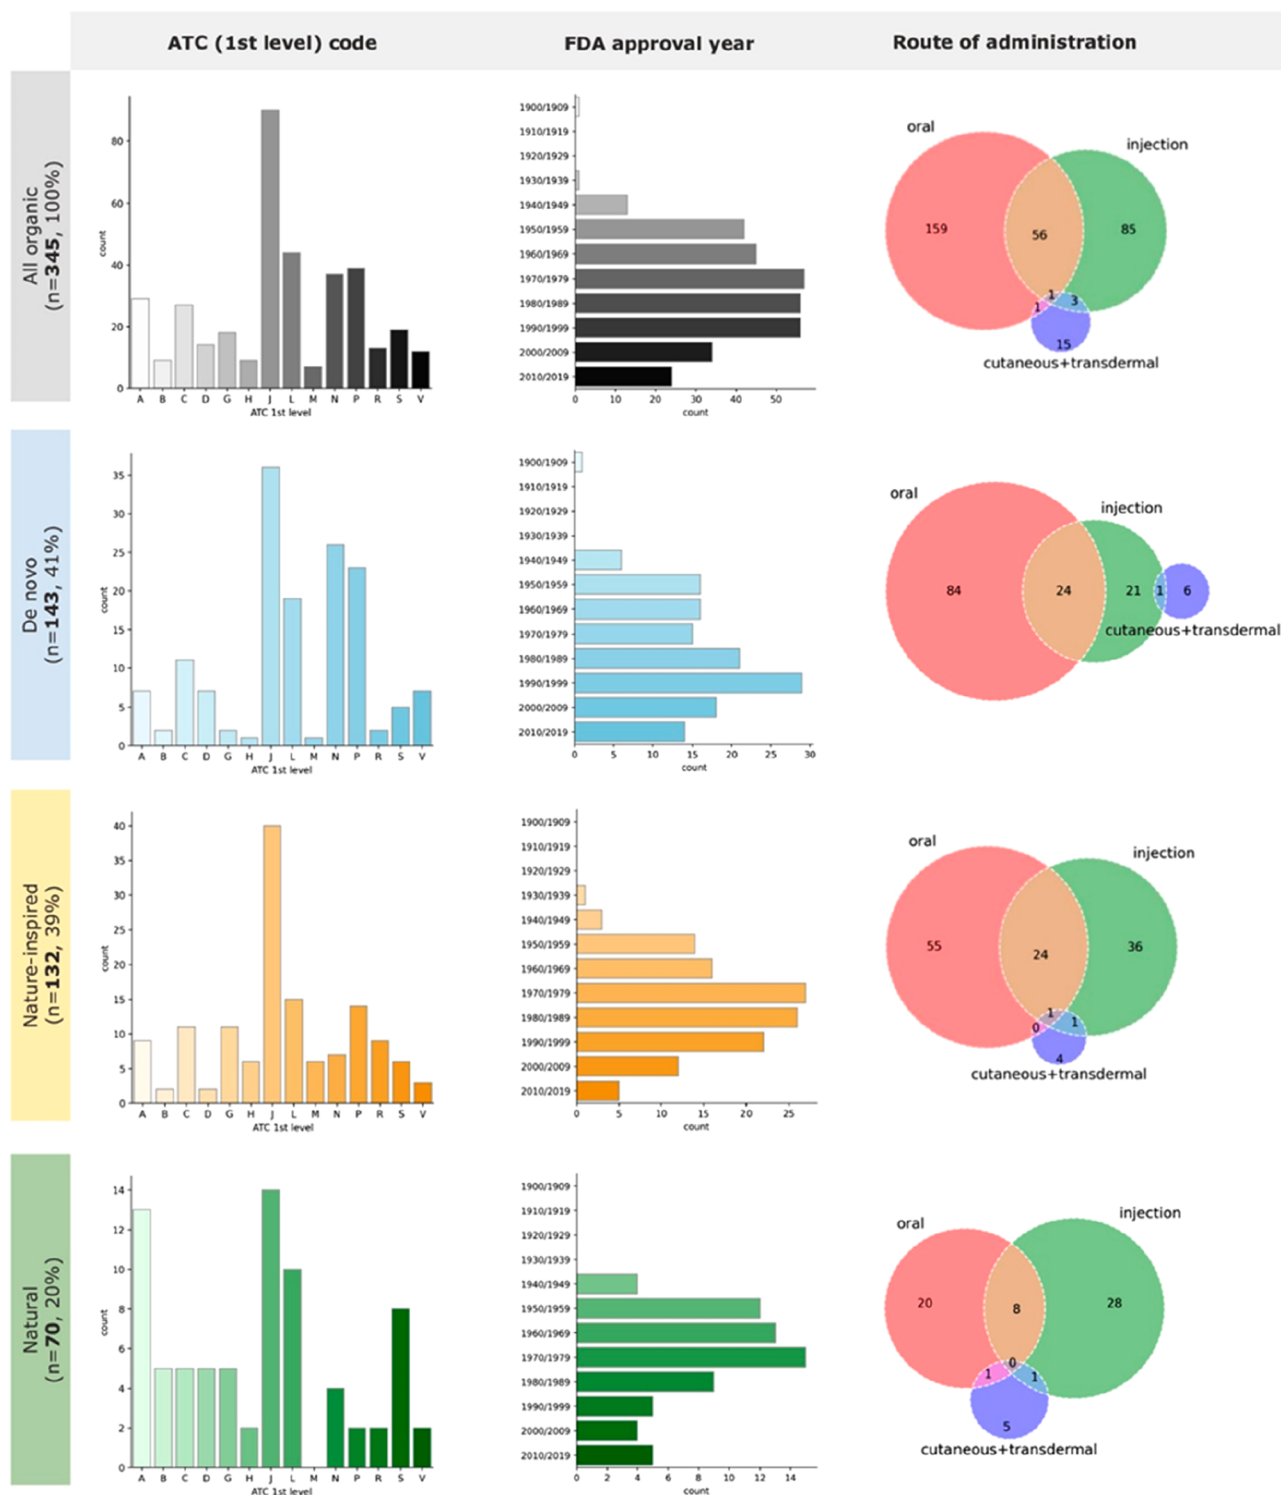 ATC (1st level) code
FDA approval year
Route of administration
All organic
(n=345, 100%)
80
60
40
20
0
count
A B C D G H J L M N P R S V
ATC 1st level
1900/1909
1910/1919
1920/1929
1930/1939
1940/1949
1950/1959
1960/1969
1970/1979
1980/1989
1990/1999
2000/2009
2010/2019
0 10 20 30 40 50
count
oral
injection
159
56
85
1
1
3
15
cutaneous+transdermal
De novo
(n=143, 41%)
35
30
25
20
15
10
5
0
count
A B C D G H J L M N P R S V
ATC 1st level
1900/1909
1910/1919
1920/1929
1930/1939
1940/1949
1950/1959
1960/1969
1970/1979
1980/1989
1990/1999
2000/2009
2010/2019
0 5 10 15 20 25 30
count
oral
injection
84
24
21
1
6
cutaneous+transdermal
Nature-inspired
(n=132, 39%)
40
35
30
25
20
15
10
5
0
count
A B C D G H J L M N P R S V
ATC 1st level
1900/1909
1910/1919
1920/1929
1930/1939
1940/1949
1950/1959
1960/1969
1970/1979
1980/1989
1990/1999
2000/2009
2010/2019
0 5 10 15 20 25
count
oral
injection
55
24
36
1
0
1
4
cutaneous+transdermal
Natural
(n=70, 20%)
14
12
10
8
6
4
2
0
count
A B C D G H J L M N P R S V
ATC 1st level
1900/1909
1910/1919
1920/1929
1930/1939
1940/1949
1950/1959
1960/1969
1970/1979
1980/1989
1990/1999
2000/2009
2010/2019
0 2 4 6 8 10 12 14
count
oral
injection
20
8
28
0
1
1
5
cutaneous+transdermal